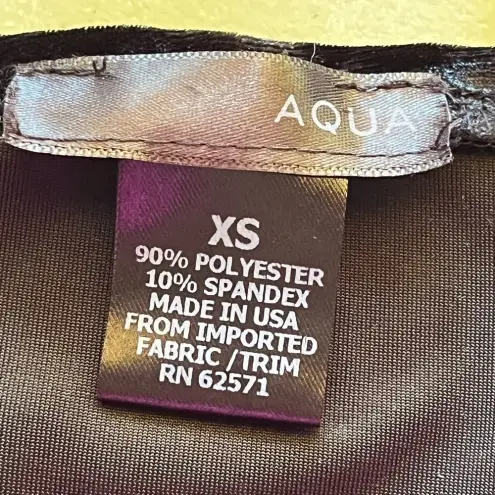 AQUA
XS
90% POLYESTER
10% SPANDEX
MADE IN USA
FROM IMPORTED
FABRIC /TRIM
RN 62571